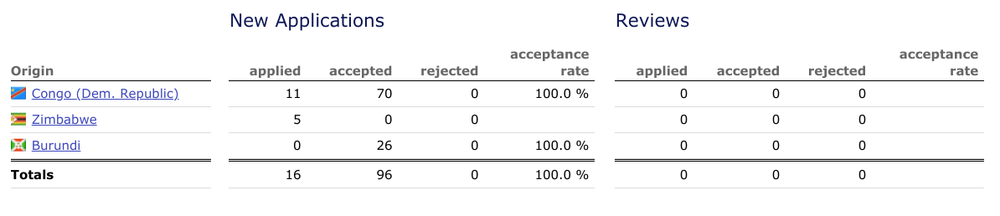 New Applications Reviews
acceptance acceptance
Origin applied accepted rejected rate applied accepted rejected rate
Congo (Dem. Republic) 11 70 0 100.0 % 0 0 0
Zimbabwe 5 0 0 0 0 0
Burundi 0 26 0 100.0 % 0 0 0
Totals 16 96 0 100.0 % 0 0 0